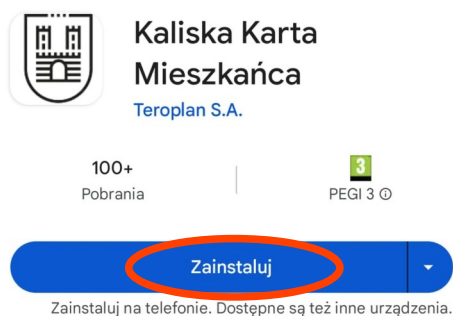 Kaliska Karta
Mieszkańca
Teroplan S.A.
100+
Pobrania
3
PEGI 3
Zainstaluj
Zainstaluj na telefonie. Dostępne są też inne urządzenia.